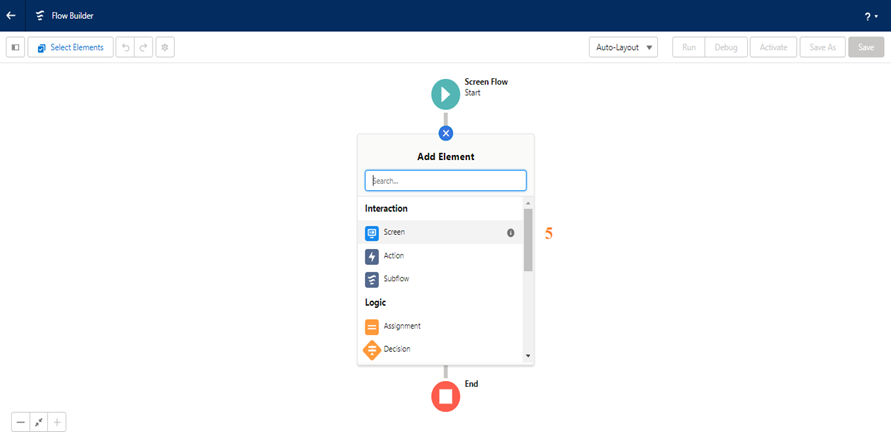 Flow Builder
?
Select Elements
Auto-Layout
Run
Debug
Activate
Save As
Save
Screen Flow
Start
Add Element
Search...
Interaction
Screen
5
Action
Subflow
Logic
Assignment
Decision
End